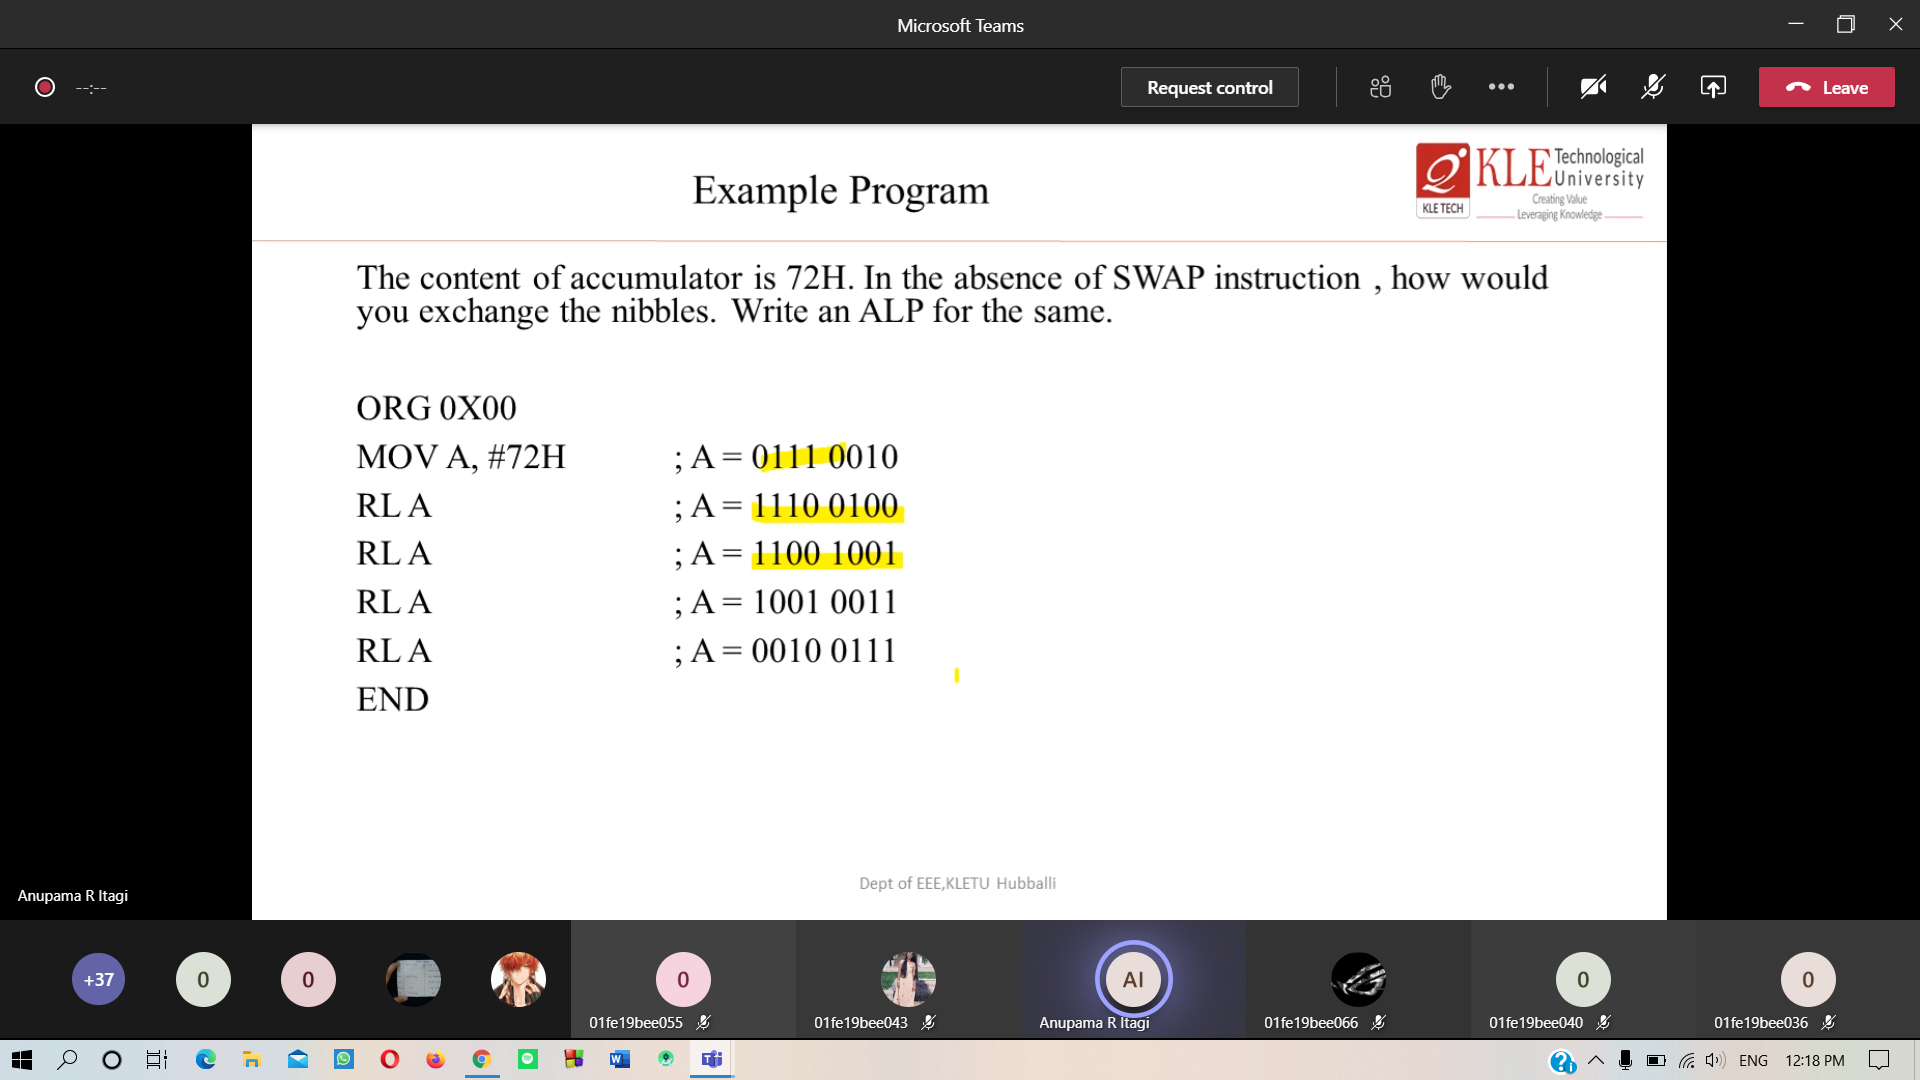 Microsoft Teams
--:--
Request control
Leave
Example Program
KLE TECH
KLE Technological University
Creating Value
Leveraging Knowledge
The content of accumulator is 72H. In the absence of SWAP instruction , how would
you exchange the nibbles. Write an ALP for the same.
ORG 0X00
MOV A, #72H ; A = 0111 0010
RL A ; A = 1110 0100
RL A ; A = 1100 1001
RL A ; A = 1001 0011
RL A ; A = 0010 0111
END
Dept of EEE,KLETU Hubballi
Anupama R Itagi
+37
0
0
0
AI
0
0
01fe19bee055
01fe19bee043
Anupama R Itagi
01fe19bee066
01fe19bee040
01fe19bee036
ENG
12:18 PM